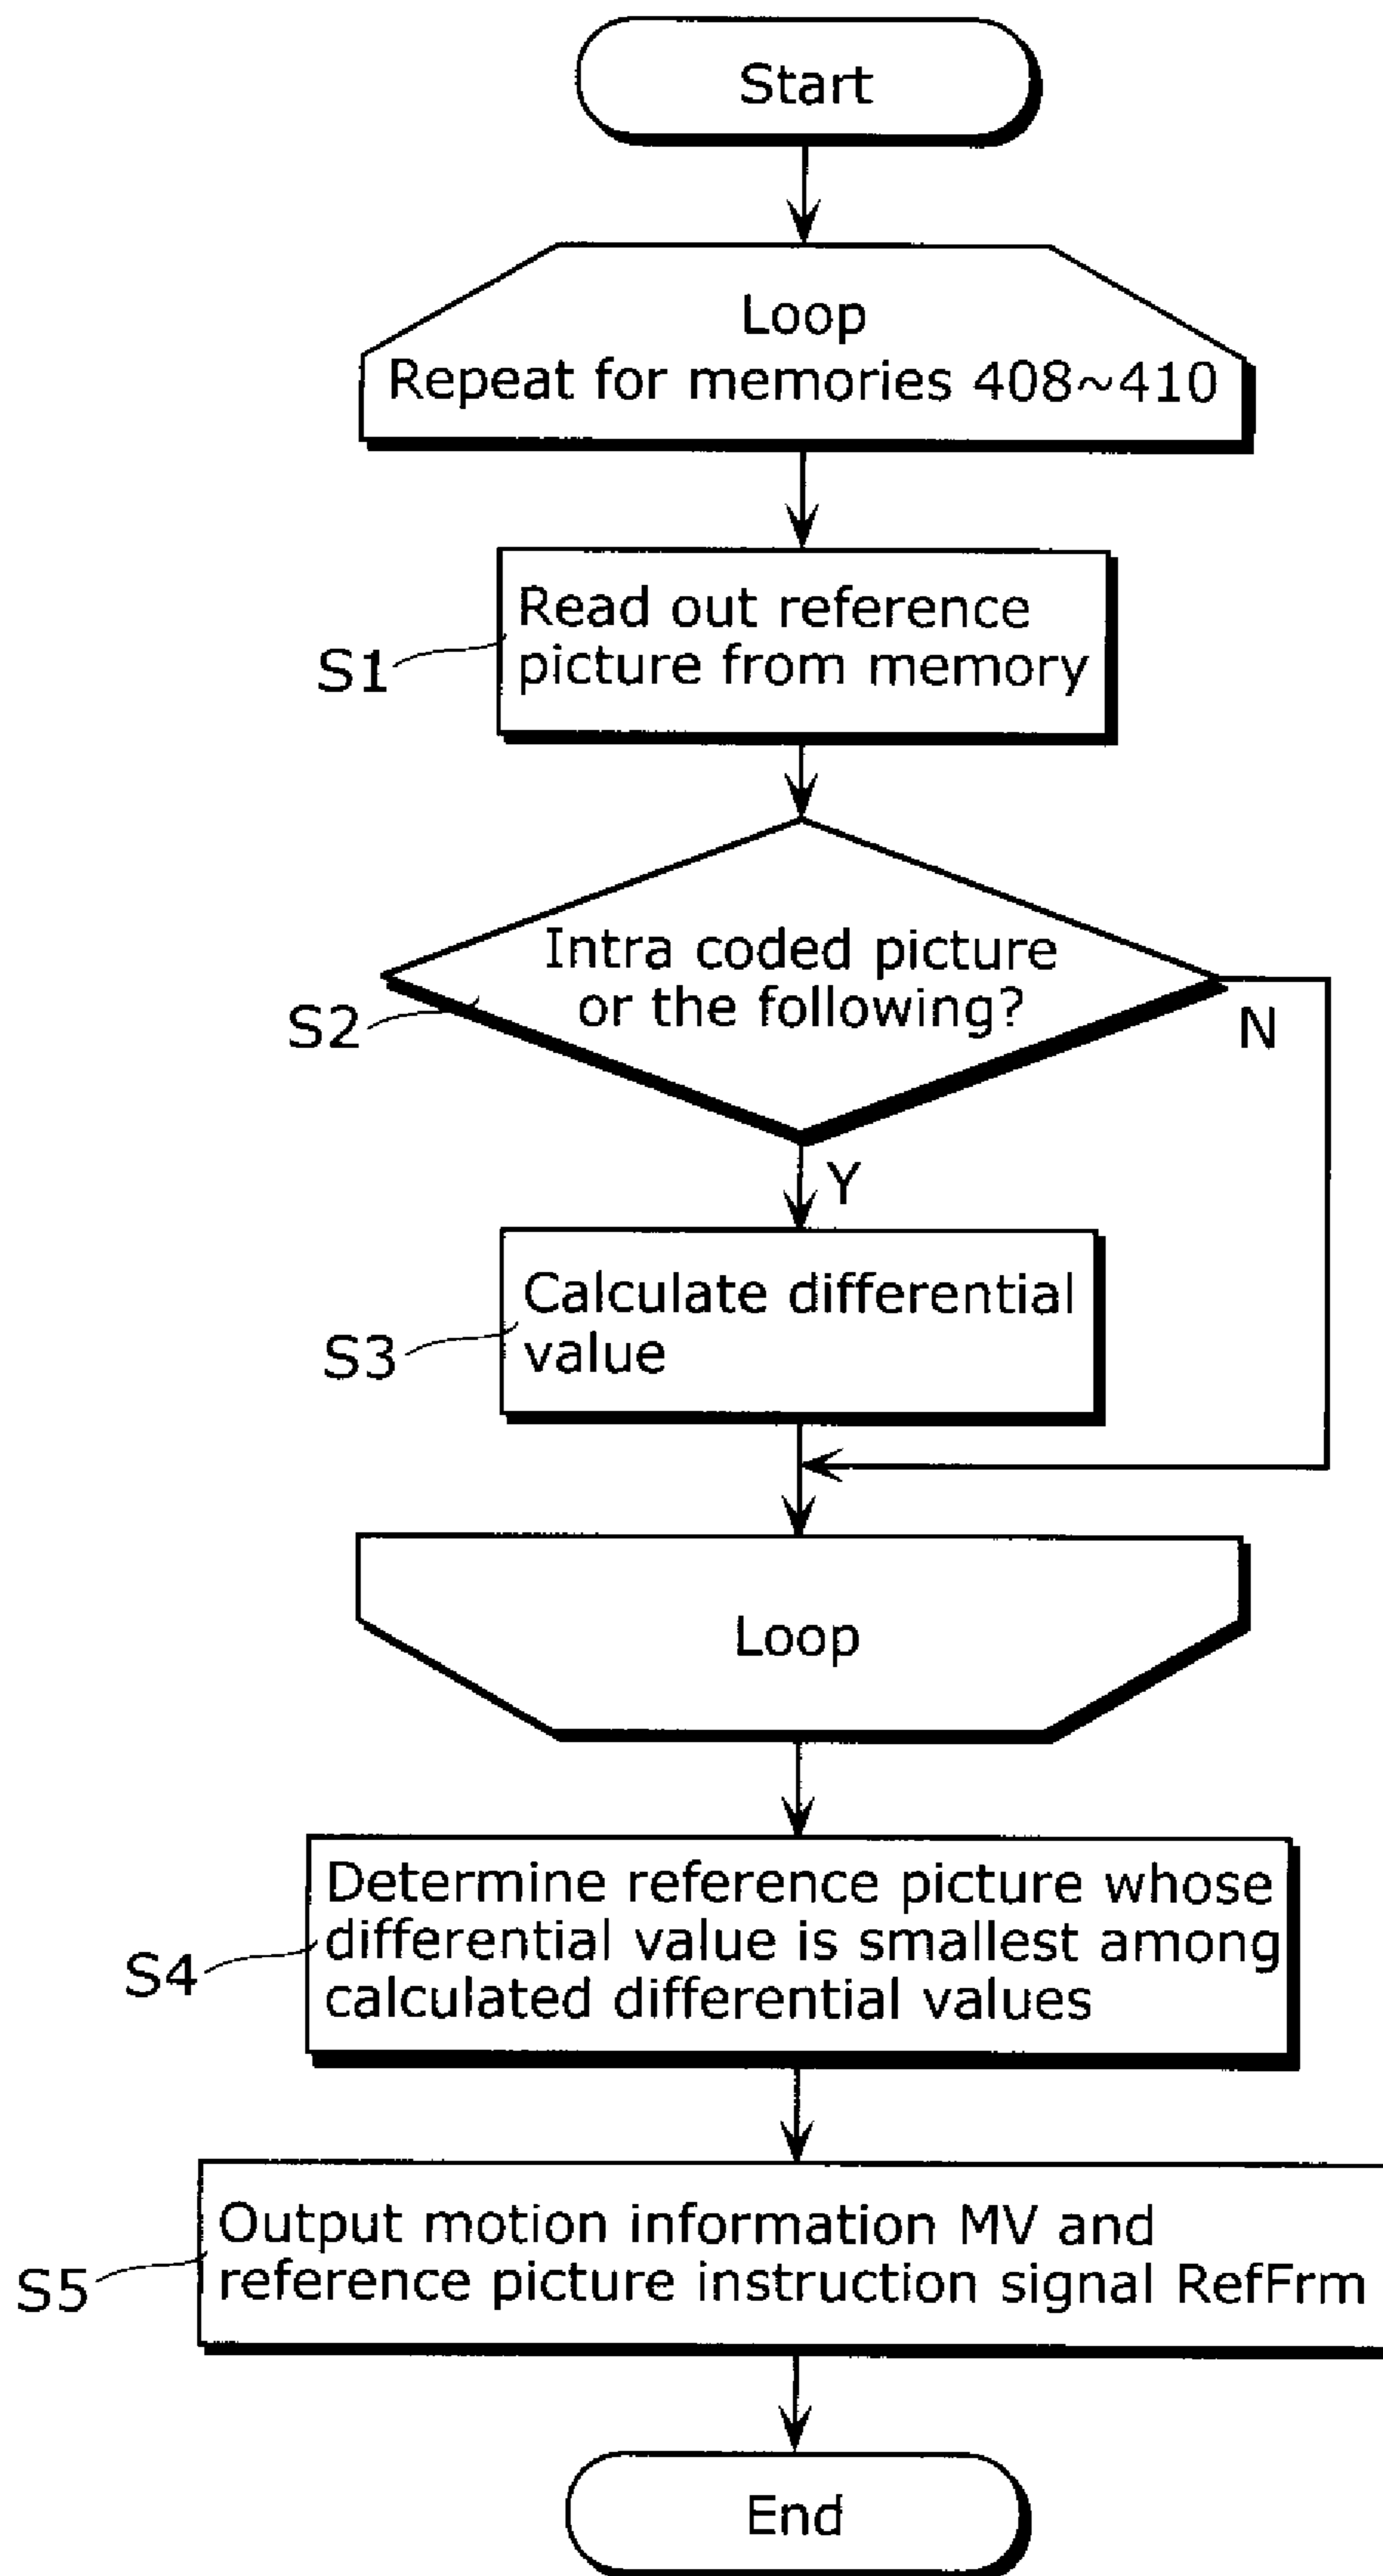 Start
Loop
Repeat for memories 408~410
Read out reference
picture from memory
S1
Intra coded picture
or the following?
S2
N
Y
Calculate differential
value
S3
Loop
Determine reference picture whose
differential value is smallest among
calculated differential values
S4
Output motion information MV and
reference picture instruction signal RefFrm
S5
End